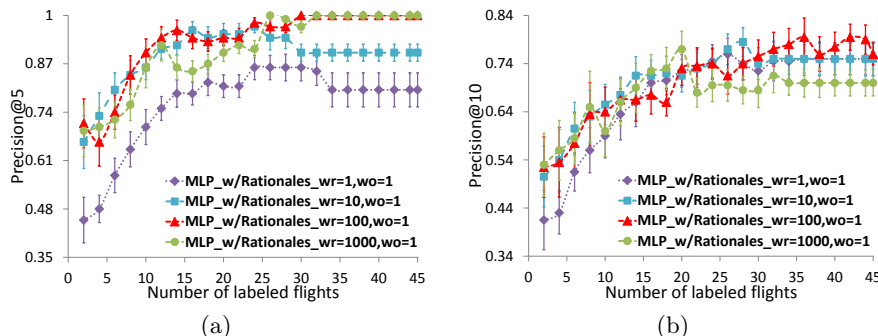 Precision@5
1
0.87
0.74
0.61
0.48
0.35
MLP_w/Rationales_wr=1,wo=1
MLP_w/Rationales_wr=10,wo=1
MLP_w/Rationales_wr=100,wo=1
MLP_w/Rationales_wr=1000,wo=1
0 5 10 15 20 25 30 35 40 45
Number of labeled flights
(a)
Precision@10
0.84
0.74
0.64
0.54
0.44
0.34
MLP_w/Rationales_wr=1,wo=1
MLP_w/Rationales_wr=10,wo=1
MLP_w/Rationales_wr=100,wo=1
MLP_w/Rationales_wr=1000,wo=1
0 5 10 15 20 25 30 35 40 45
Number of labeled flights
(b)